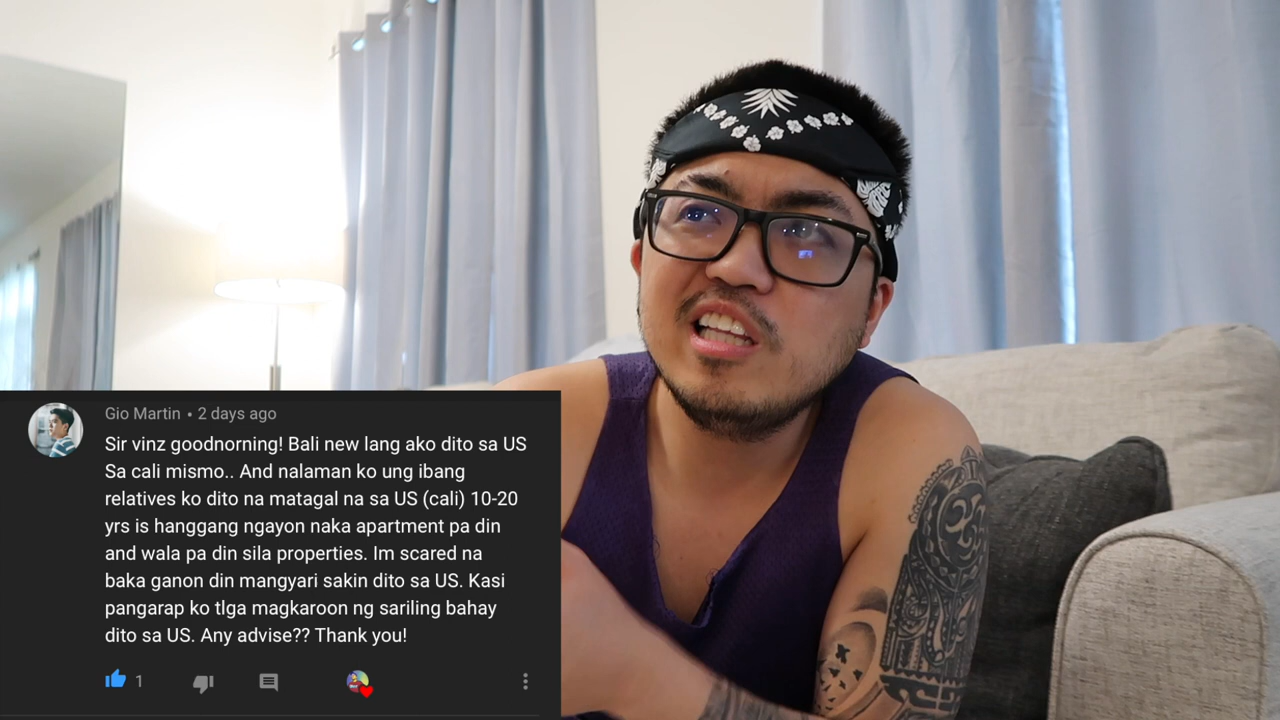 Gio Martin • 2 days ago
Sir vinz goodnorning! Bali new lang ako dito sa US
Sa cali mismo.. And nalaman ko ung ibang
relatives ko dito na matagal na sa US (cali) 10-20
yrs is hanggang ngayon naka apartment pa din
and wala pa din sila properties. Im scared na
baka ganon din mangyari sakin dito sa US. Kasi
pangarap ko tlga magkaroon ng sariling bahay
dito sa US. Any advise?? Thank you!
1